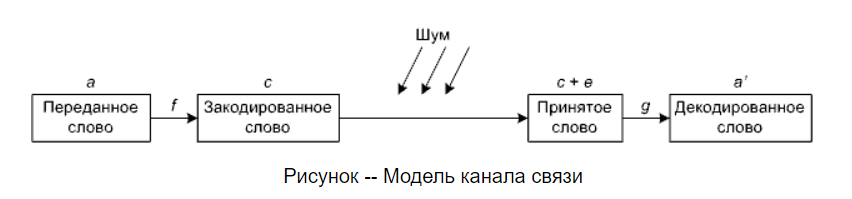 Шум
a
c
c + e
a'
Переданное
слово
f
Закодированное
слово
Принятое
слово
g
Декодированное
слово
Рисунок -- Модель канала связи